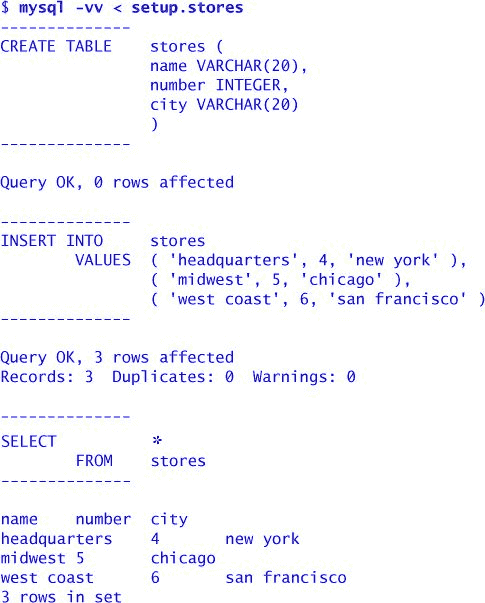 $ mysql -vv < setup.stores
--------------
CREATE TABLE    stores (
                name VARCHAR(20),
                number INTEGER,
                city VARCHAR(20)
                )
--------------

Query OK, 0 rows affected

--------------
INSERT INTO     stores
        VALUES  ( 'headquarters', 4, 'new york' ),
                ( 'midwest', 5, 'chicago' ),
                ( 'west coast', 6, 'san francisco' )
--------------

Query OK, 3 rows affected
Records: 3  Duplicates: 0  Warnings: 0

--------------
SELECT          *
        FROM    stores
--------------

name    number  city
headquarters    4       new york
midwest 5       chicago
west coast      6       san francisco
3 rows in set